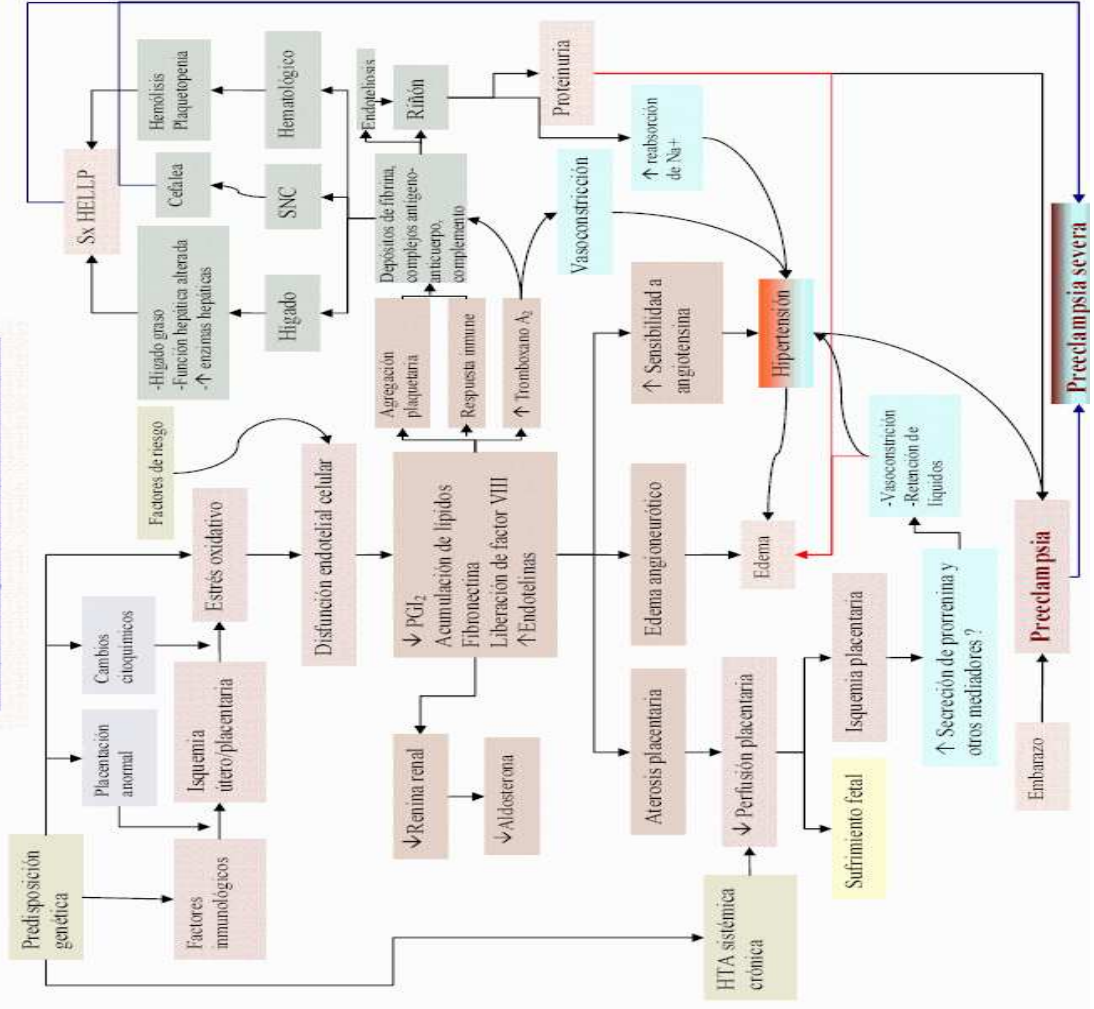 Predisposición
genética
Placentación
anormal
Cambios
citoquímicos
Factores
inmunológicos
Isquemia
útero/placentaria
Estrés oxidativo
Factores de riesgo
Disfunción endotelial celular
↓ PGI₂
Acumulación de lípidos
Fibronectina
Liberación de factor VIII
↑Endotelinas
↓Renina renal
↓Aldosterona
Agregación
plaquetaria
Respuesta inmune
↑ Tromboxano A₂
Depósitos de fibrina,
complejos antígeno-
anticuerpo,
complemento
Hígado
SNC
Hematológico
-Hígado graso
-Función hepática alterada
-↑ enzimas hepáticas
Cefalea
Hemólisis
Plaquetopenia
Sx HELLP
Endoteliosis
Riñón
Proteinuria
↑ reabsorción
de Na+
Vasoconstricción
↑ Sensibilidad a
angiotensina
Hipertensión
Edema angioneurótico
Edema
Aterosis placentaria
HTA sistémica
crónica
↓ Perfusión placentaria
Sufrimiento fetal
Isquemia placentaria
↑ Secreción de prorrenina y
otros mediadores ?
-Vasoconstrición
-Retención de
líquidos
Embarazo
Preeclampsia
Preeclampsia severa